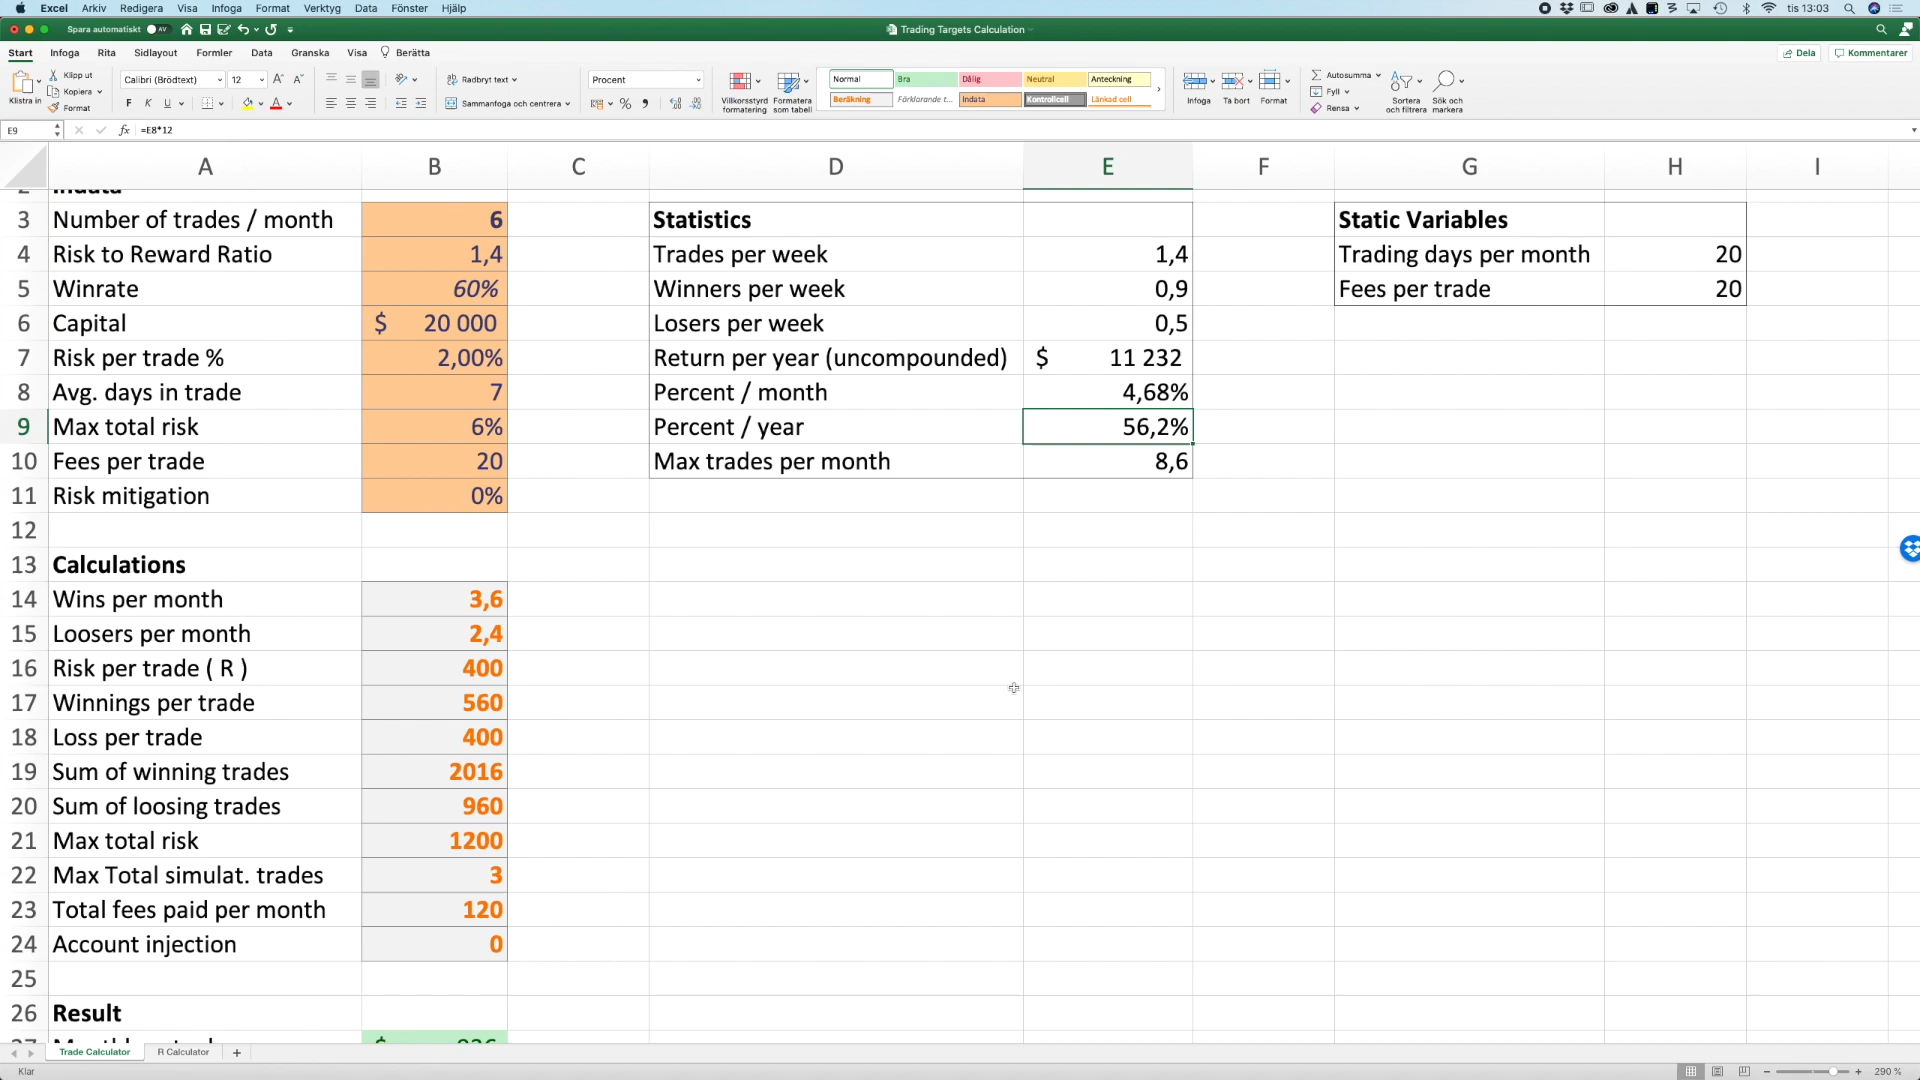 Excel Arkiv Redigera Visa Infoga Format Verktyg Data Fönster Hjälp tis 13:03
Spara automatiskt AV Trading Targets Calculation
Start Infoga Rita Sidlayout Formler Data Granska Visa Berätta Dela Kommentarer
Klistra in Klipp ut Kopiera Format
Calibri (Brödtext) 12
F K U
Radbryt text
Sammanfoga och centrera
Procent
Villkorsstyrd formatering Formatera som tabell
Normal Bra Dålig Neutral Anteckning
Beräkning Förklarande t... Indata Kontrollcell Länkad cell
Infoga Ta bort Format
Autosumma
Fyll
Rensa
Sortera och filtrera Sök och markera
E9 fx =E8*12
A B C D E F G H I
2 Indata
3 Number of trades / month 6 Statistics Static Variables
4 Risk to Reward Ratio 1,4 Trades per week 1,4 Trading days per month 20
5 Winrate 60% Winners per week 0,9 Fees per trade 20
6 Capital $ 20 000 Losers per week 0,5
7 Risk per trade % 2,00% Return per year (uncompounded) $ 11 232
8 Avg. days in trade 7 Percent / month 4,68%
9 Max total risk 6% Percent / year 56,2%
10 Fees per trade 20 Max trades per month 8,6
11 Risk mitigation 0%
12
13 Calculations
14 Wins per month 3,6
15 Loosers per month 2,4
16 Risk per trade ( R ) 400
17 Winnings per trade 560
18 Loss per trade 400
19 Sum of winning trades 2016
20 Sum of loosing trades 960
21 Max total risk 1200
22 Max Total simulat. trades 3
23 Total fees paid per month 120
24 Account injection 0
25
26 Result
27 $ 936
Trade Calculator R Calculator +
Klar 290 %